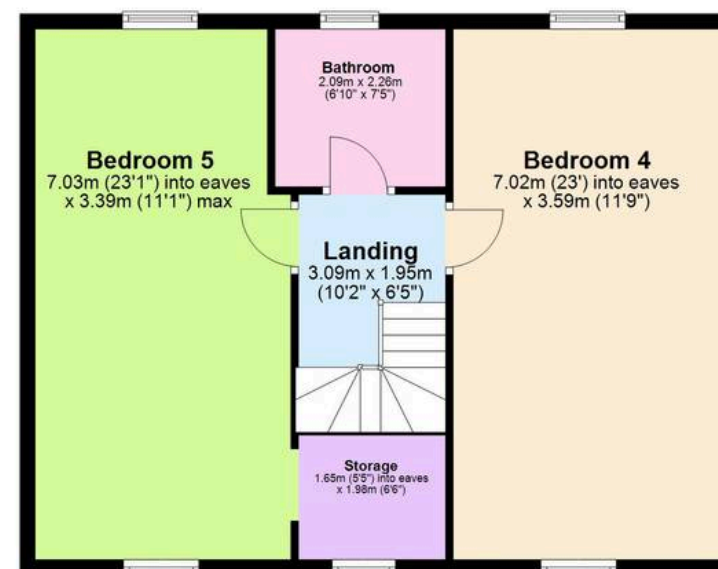 Bathroom
2.09m x 2.26m
(6'10" x 7'5")
Bedroom 5
7.03m (23'1") into eaves
x 3.39m (11'1") max
Bedroom 4
7.02m (23') into eaves
x 3.59m (11'9")
Landing
3.09m x 1.95m
(10'2" x 6'5")
Storage
1.65m (5'5") into eaves
x 1.98m (6'6")